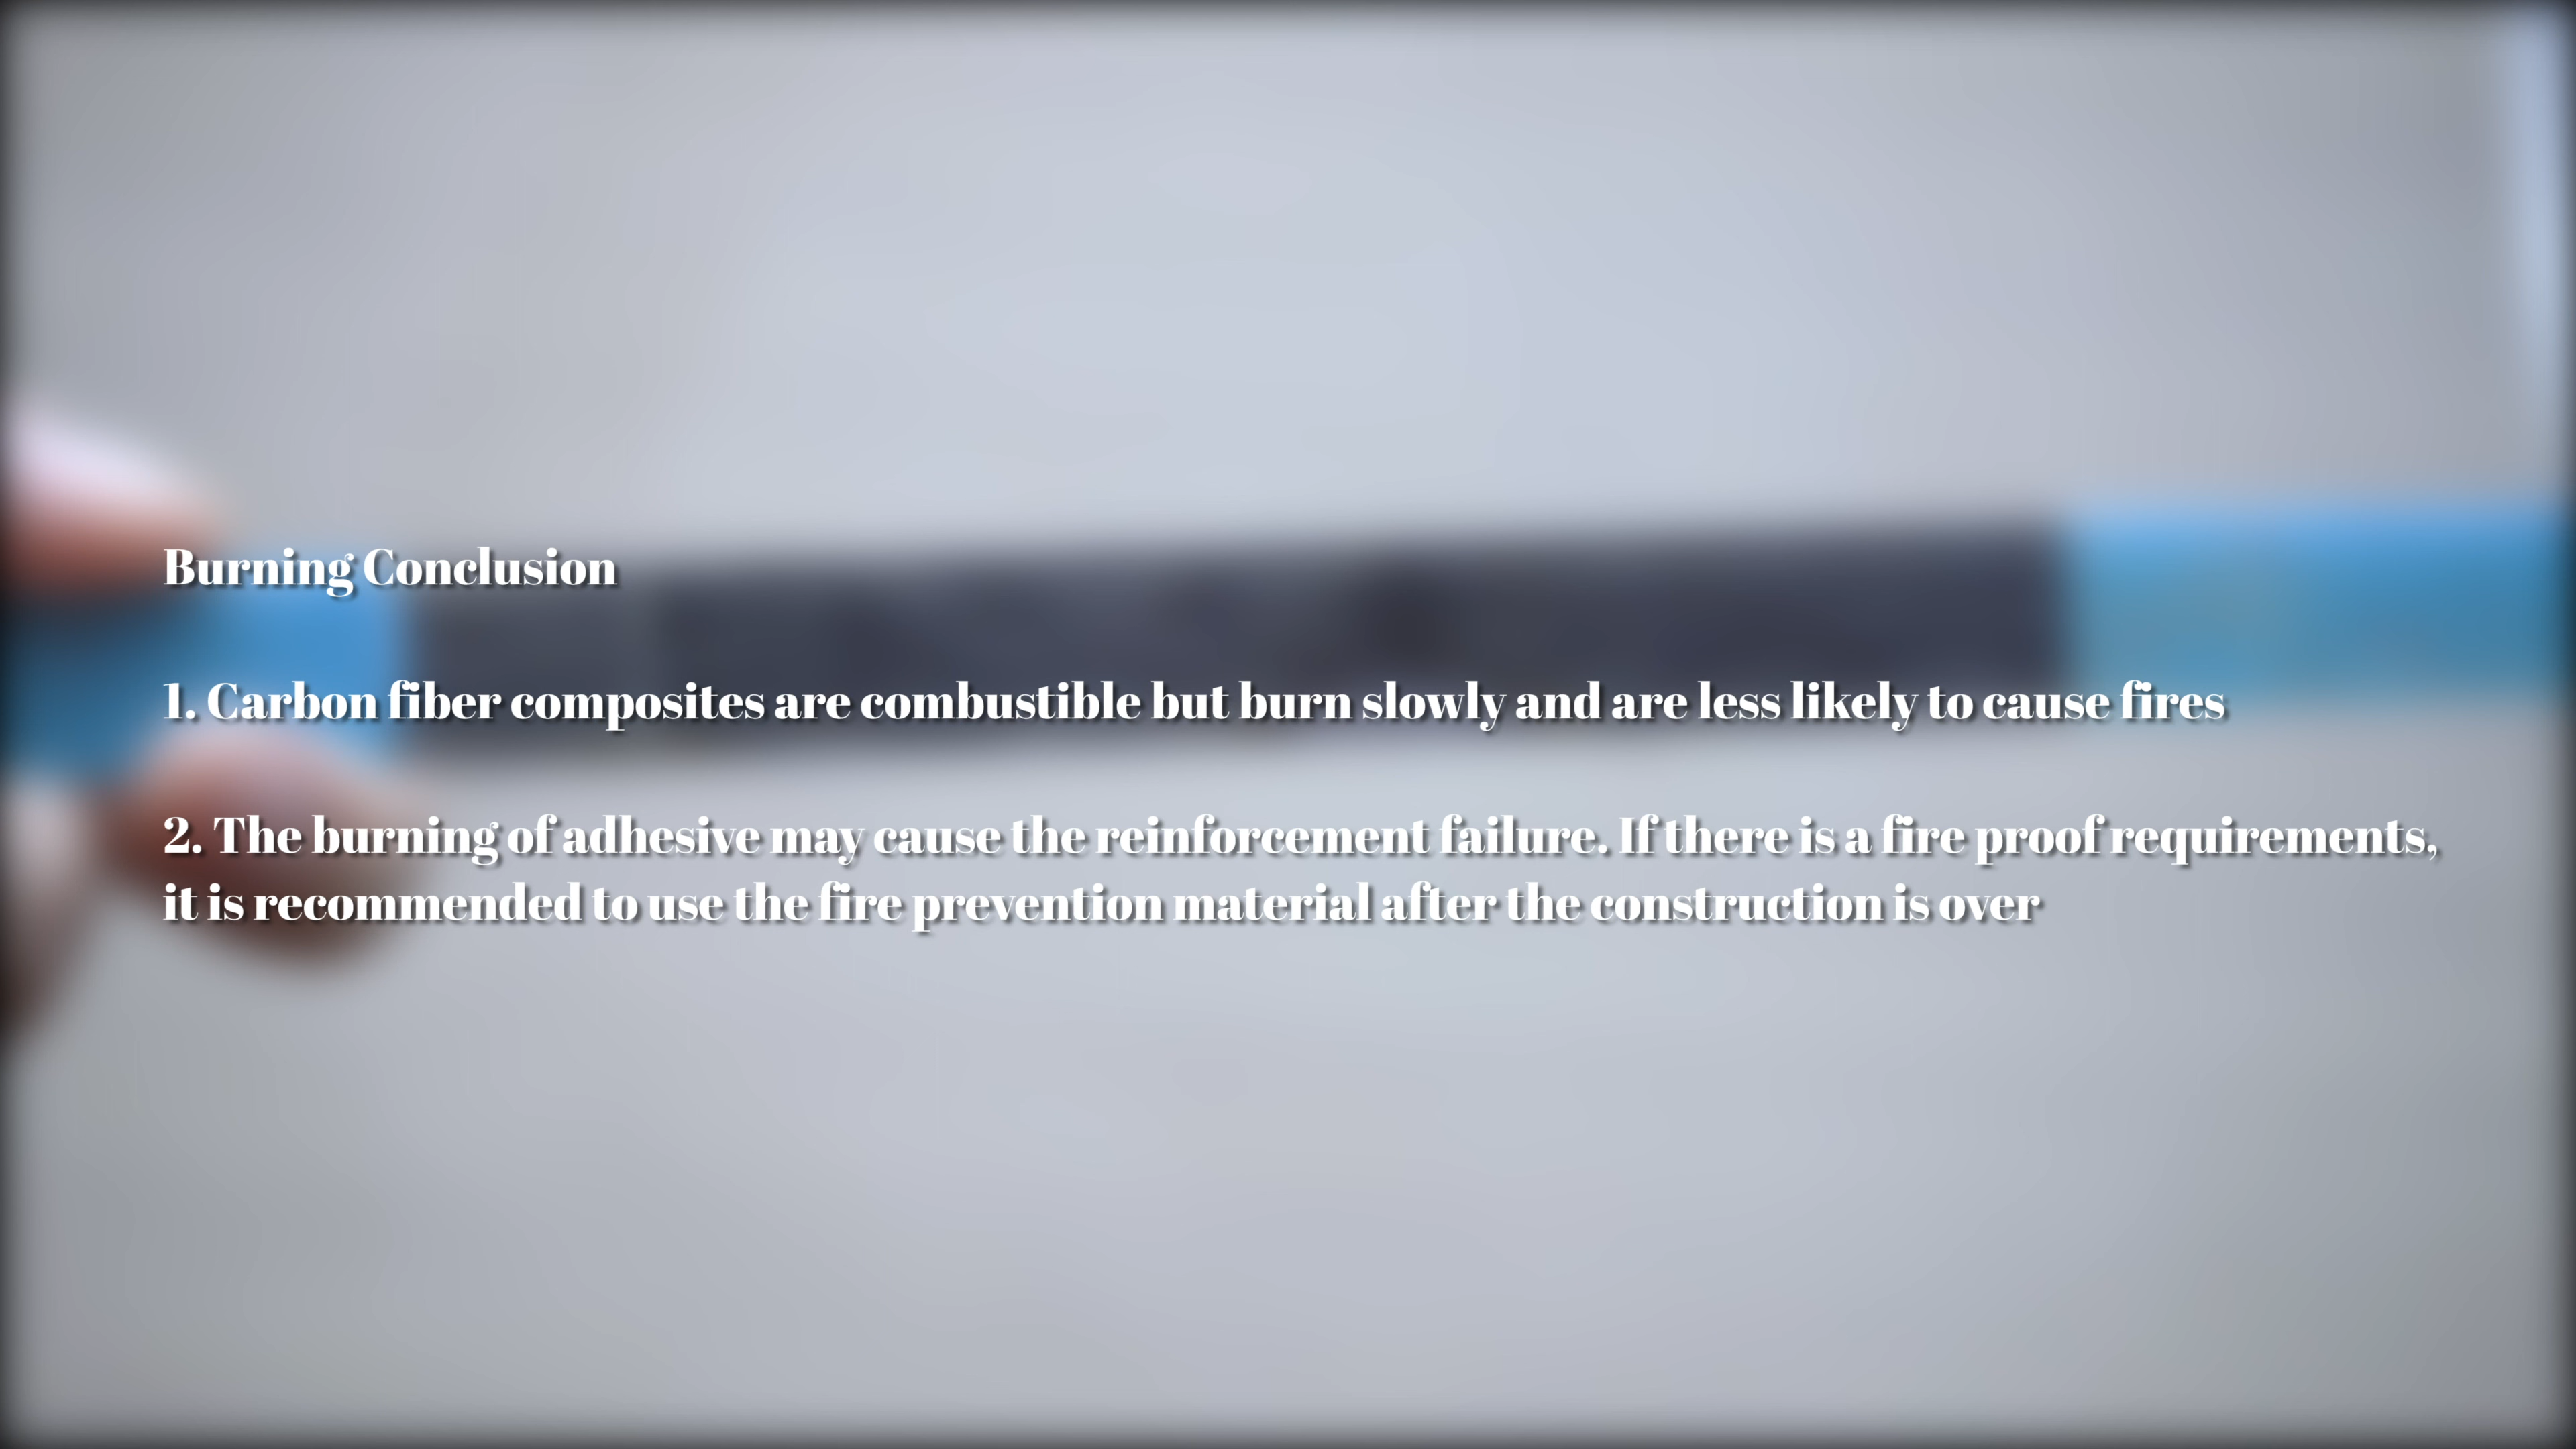 Burning Conclusion
1. Carbon fiber composites are combustible but burn slowly and are less likely to cause fires
2. The burning of adhesive may cause the reinforcement failure. If there is a fire proof requirements,
it is recommended to use the fire prevention material after the construction is over